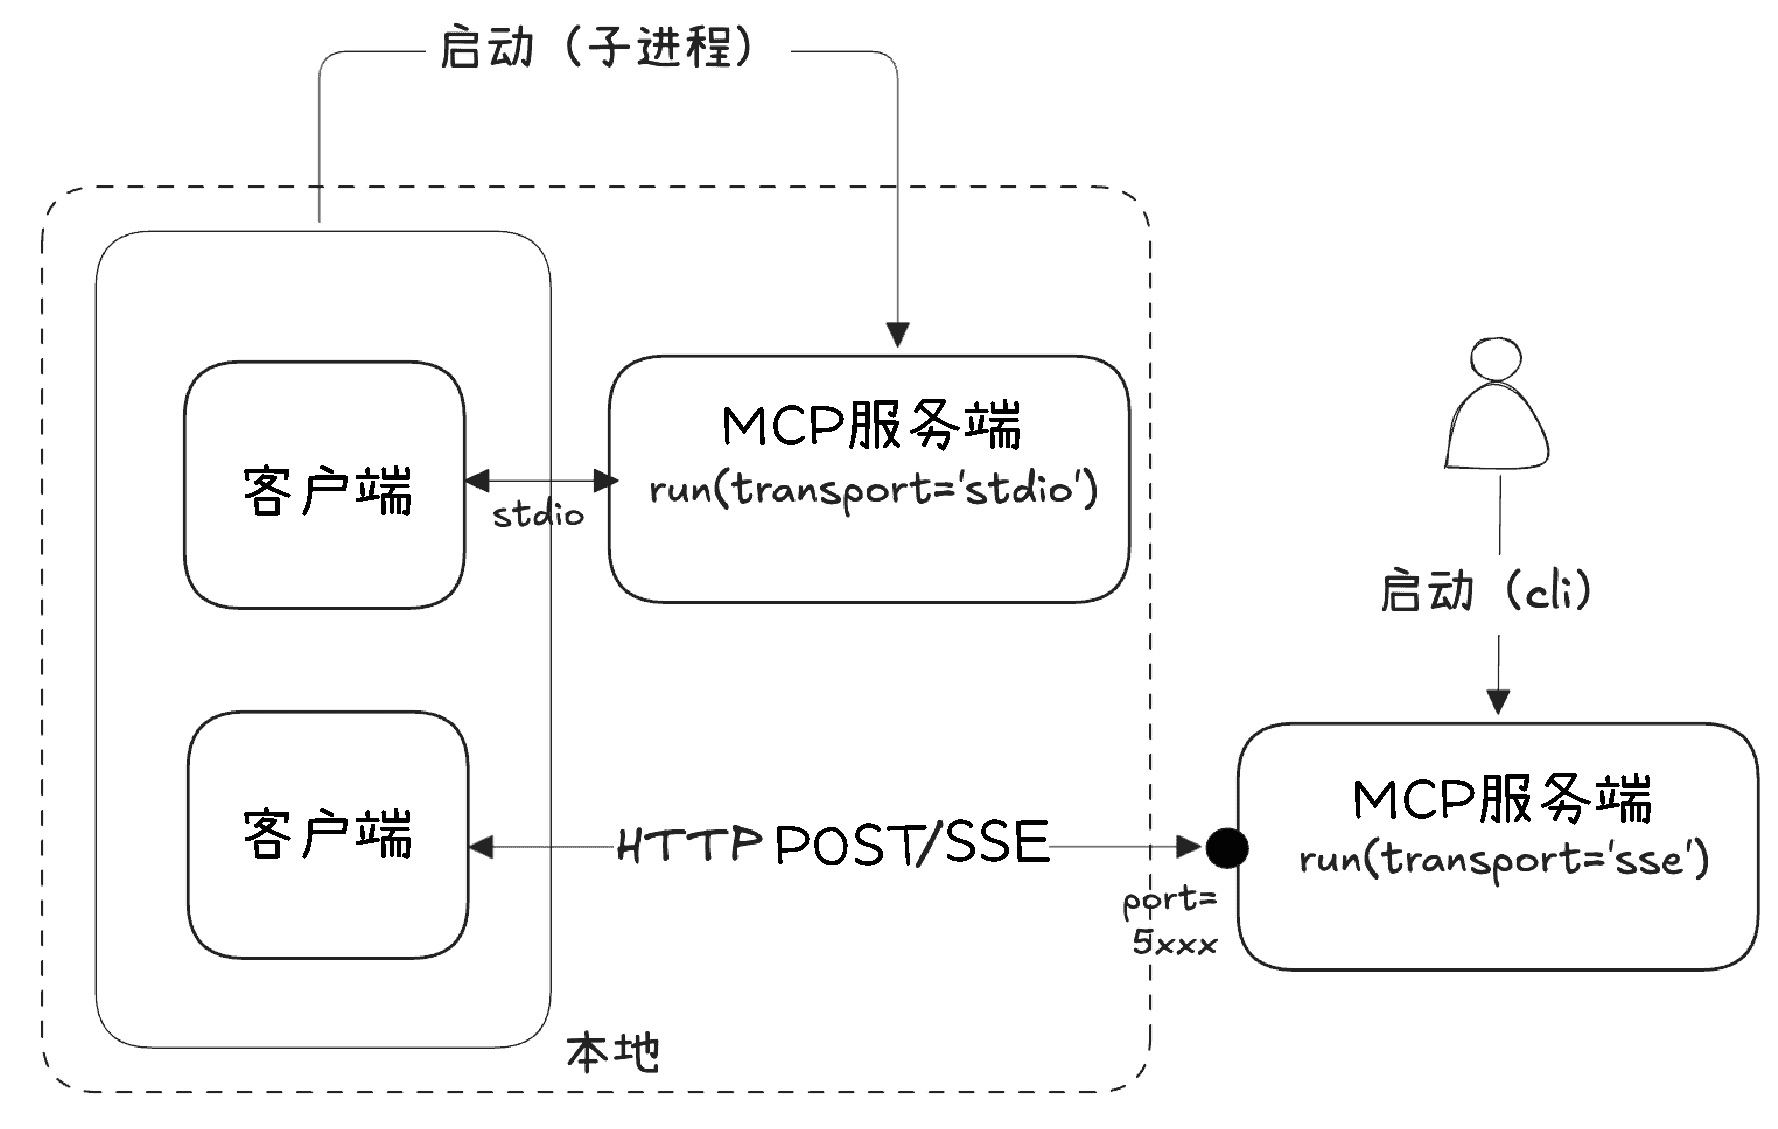 启动（子进程）
MCP服务端
run(transport='stdio')
客户端
stdio
启动（cli）
客户端
HTTP POST/SSE
MCP服务端
run(transport='sse')
port=
5xxx
本地